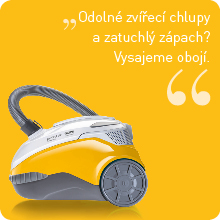 „Odolné zvířecí chlupy
a zatuchlý zápach?
Vysajeme obojí.“